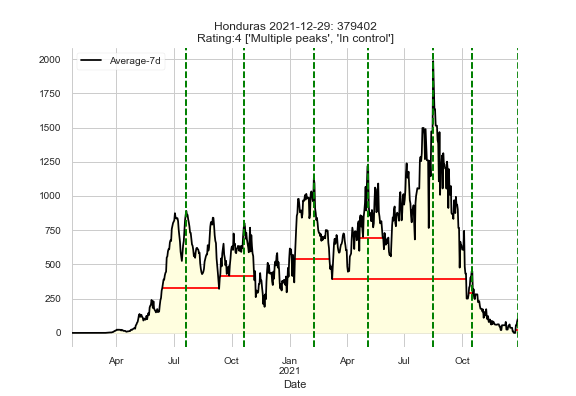 Honduras 2021-12-29: 379402
Rating:4 ['Multiple peaks', 'In control']
Average-7d
2000
1750
1500
1250
1000
750
500
250
0
Apr
Jul
Oct
Jan
2021
Apr
Jul
Oct
Date